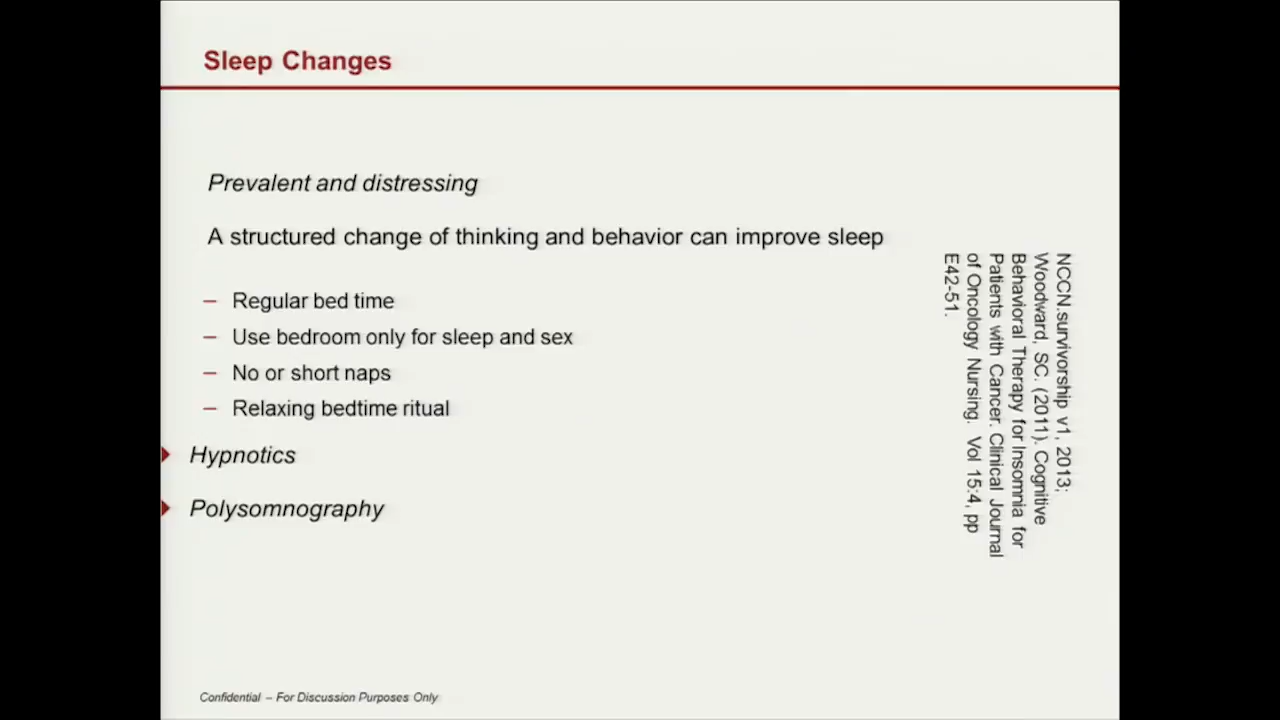 Sleep Changes
Prevalent and distressing
A structured change of thinking and behavior can improve sleep
– Regular bed time
– Use bedroom only for sleep and sex
– No or short naps
– Relaxing bedtime ritual
Hypnotics
Polysomnography
NCCN.survivorship v1, 2013;
Woodward, SC. (2011). Cognitive
Behavioral Therapy for Insomnia for
Patients with Cancer. Clinical Journal
of Oncology Nursing. Vol 15:4, pp
E42-51.
Confidential – For Discussion Purposes Only